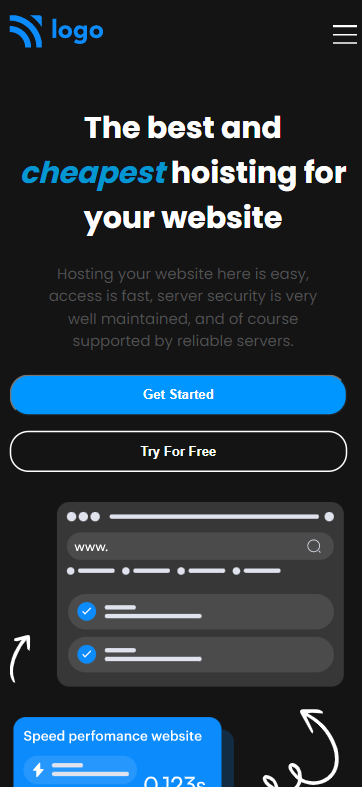 logo
The best and
cheapest hoisting for
your website
Hosting your website here is easy,
access is fast, server security is very
well maintained, and of course
supported by reliable servers.
Get Started
Try For Free
www.
Speed perfomance website
0.123s